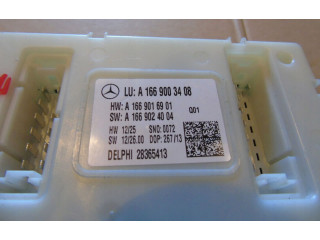 LU: A 166 900 34 08
HW: A 166 901 69 01
Q01
SW: A 166 902 40 04
HW 12/25 SNO: 0072
SW 12/26.00 DOP: 267/13
DELPHI 28365413